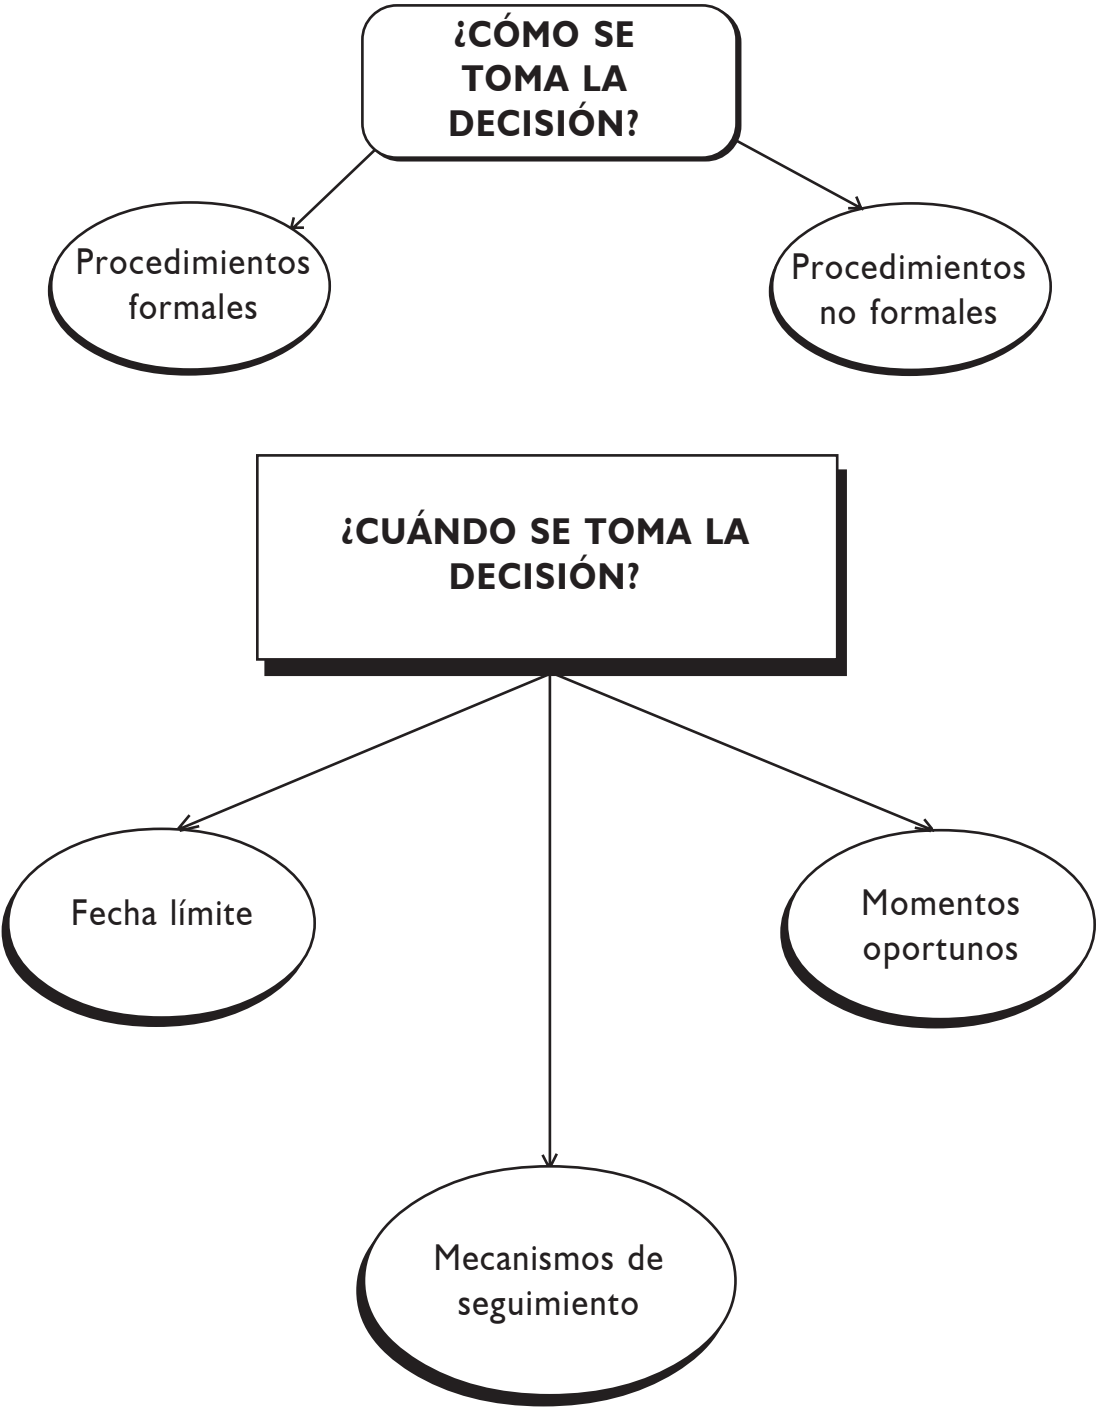 ¿CÓMO SE
TOMA LA
DECISIÓN?
Procedimientos
formales
Procedimientos
no formales
¿CUÁNDO SE TOMA LA
DECISIÓN?
Fecha límite
Momentos
oportunos
Mecanismos de
seguimiento